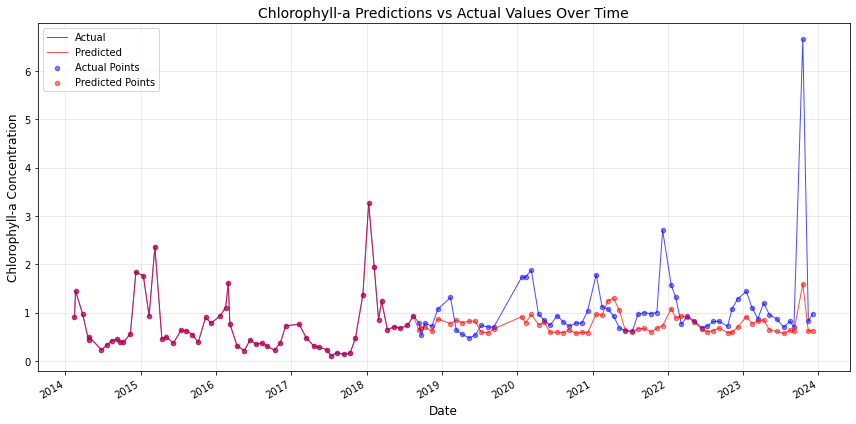 Chlorophyll-a Predictions vs Actual Values Over Time
Actual
Predicted
Actual Points
Predicted Points
Chlorophyll-a Concentration
6
5
4
3
2
1
0
2014 2015 2016 2017 2018 2019 2020 2021 2022 2023 2024
Date